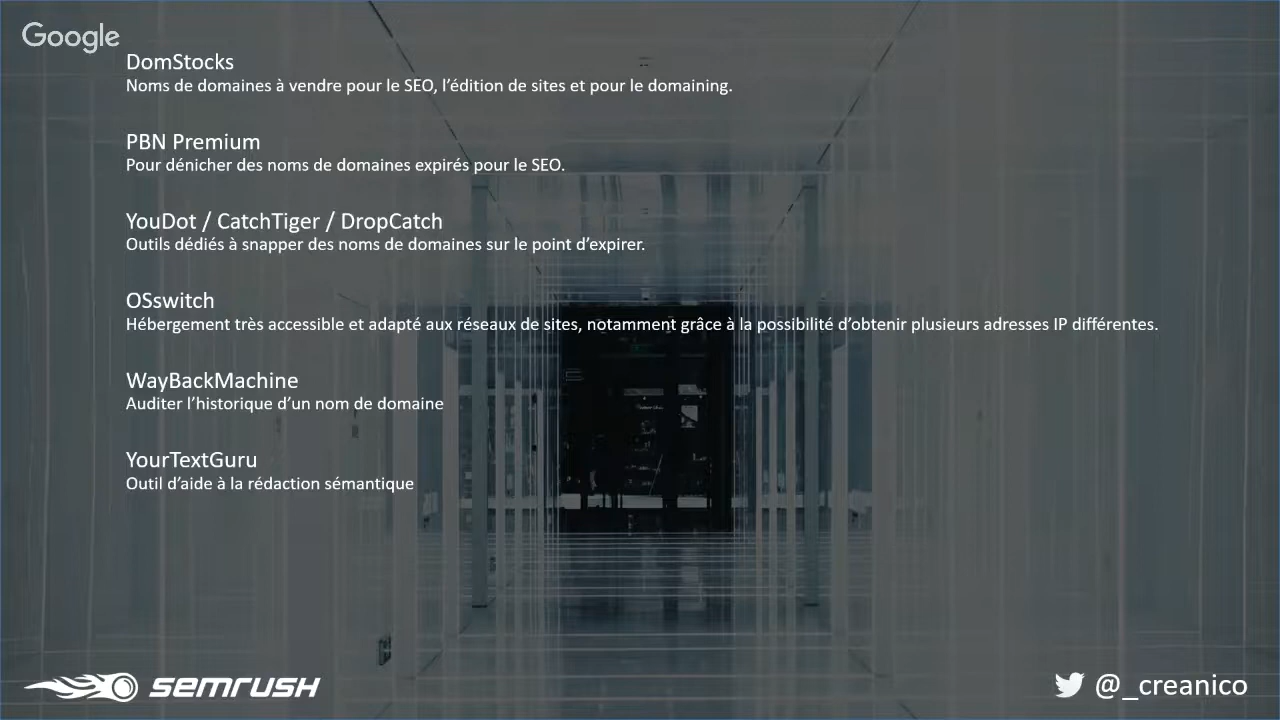 Google
DomStocks
Noms de domaines à vendre pour le SEO, l’édition de sites et pour le domaining.
PBN Premium
Pour dénicher des noms de domaines expirés pour le SEO.
YouDot / CatchTiger / DropCatch
Outils dédiés à snapper des noms de domaines sur le point d’expirer.
OSswitch
Hébergement très accessible et adapté aux réseaux de sites, notamment grâce à la possibilité d’obtenir plusieurs adresses IP différentes.
WayBackMachine
Auditer l’historique d’un nom de domaine
YourTextGuru
Outil d’aide à la rédaction sémantique
SEMRUSH
@_creanico